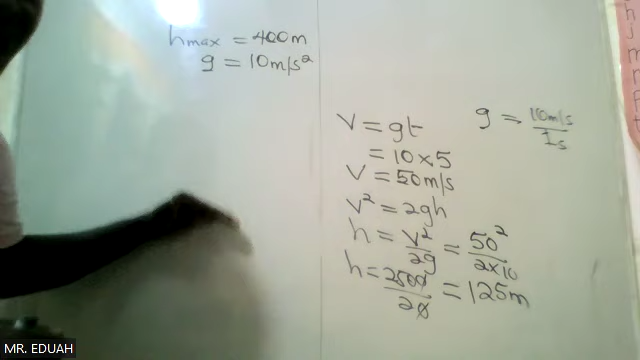 hmax = 400m
g = 10m/s²
V = gt
= 10 × 5
V = 50m/s
V² = 2gh
h = V²/2g = 50²/2×10
h = 2500/20 = 125m
g = 10m/s/1s
MR. EDUAH